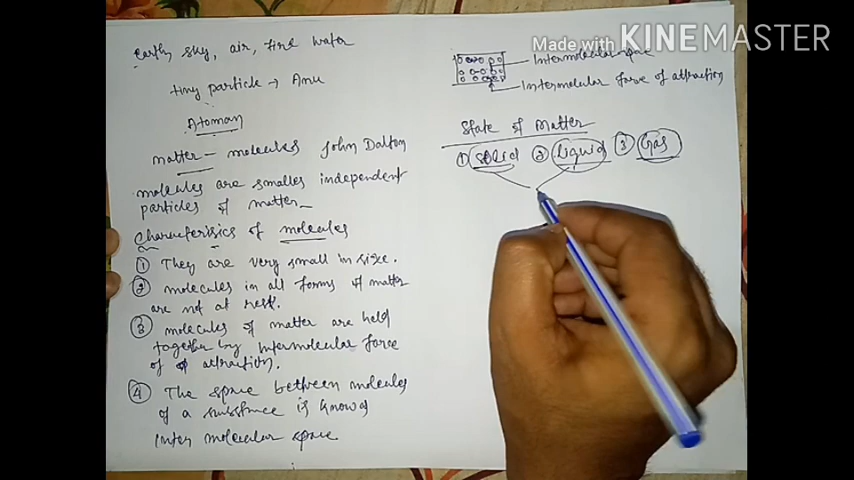 Earth, sky, air, fire water
tiny particle → Anu
Atoman
Matter - molecules John Dalton
molecules are smalles independent
particles of matter-
Characterisics of molecules
① They are very small in size.
② molecules in all forms of matter
are not at rest.
③ molecules of matter are held
together by intermolecular force
of attraction.
④ The space between molecules
of a substance is known
inter molecular space
Made with KINEMASTER
Intermolecular space
Intermolular force of attraction
State of Matter
① Solid ② Liquid ③ Gas